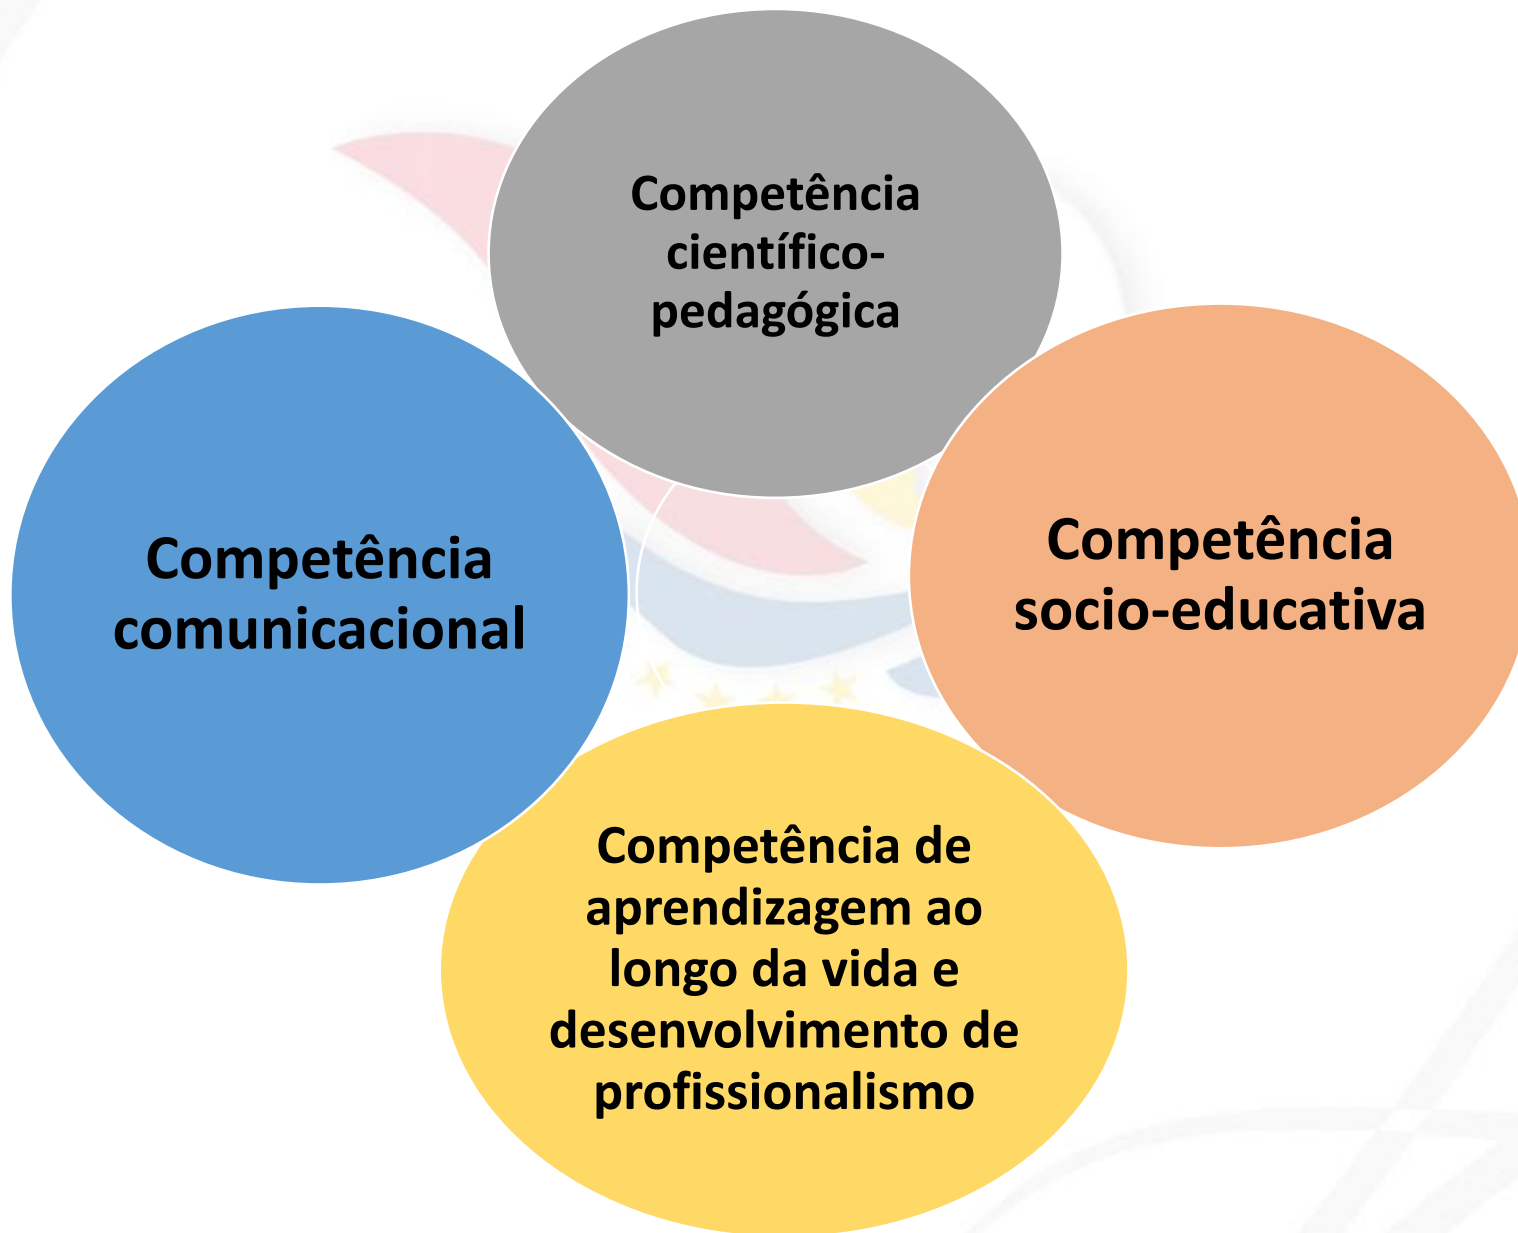 Competência
científico-
pedagógica
Competência
comunicacional
Competência
socio-educativa
Competência de
aprendizagem ao
longo da vida e
desenvolvimento de
profissionalismo